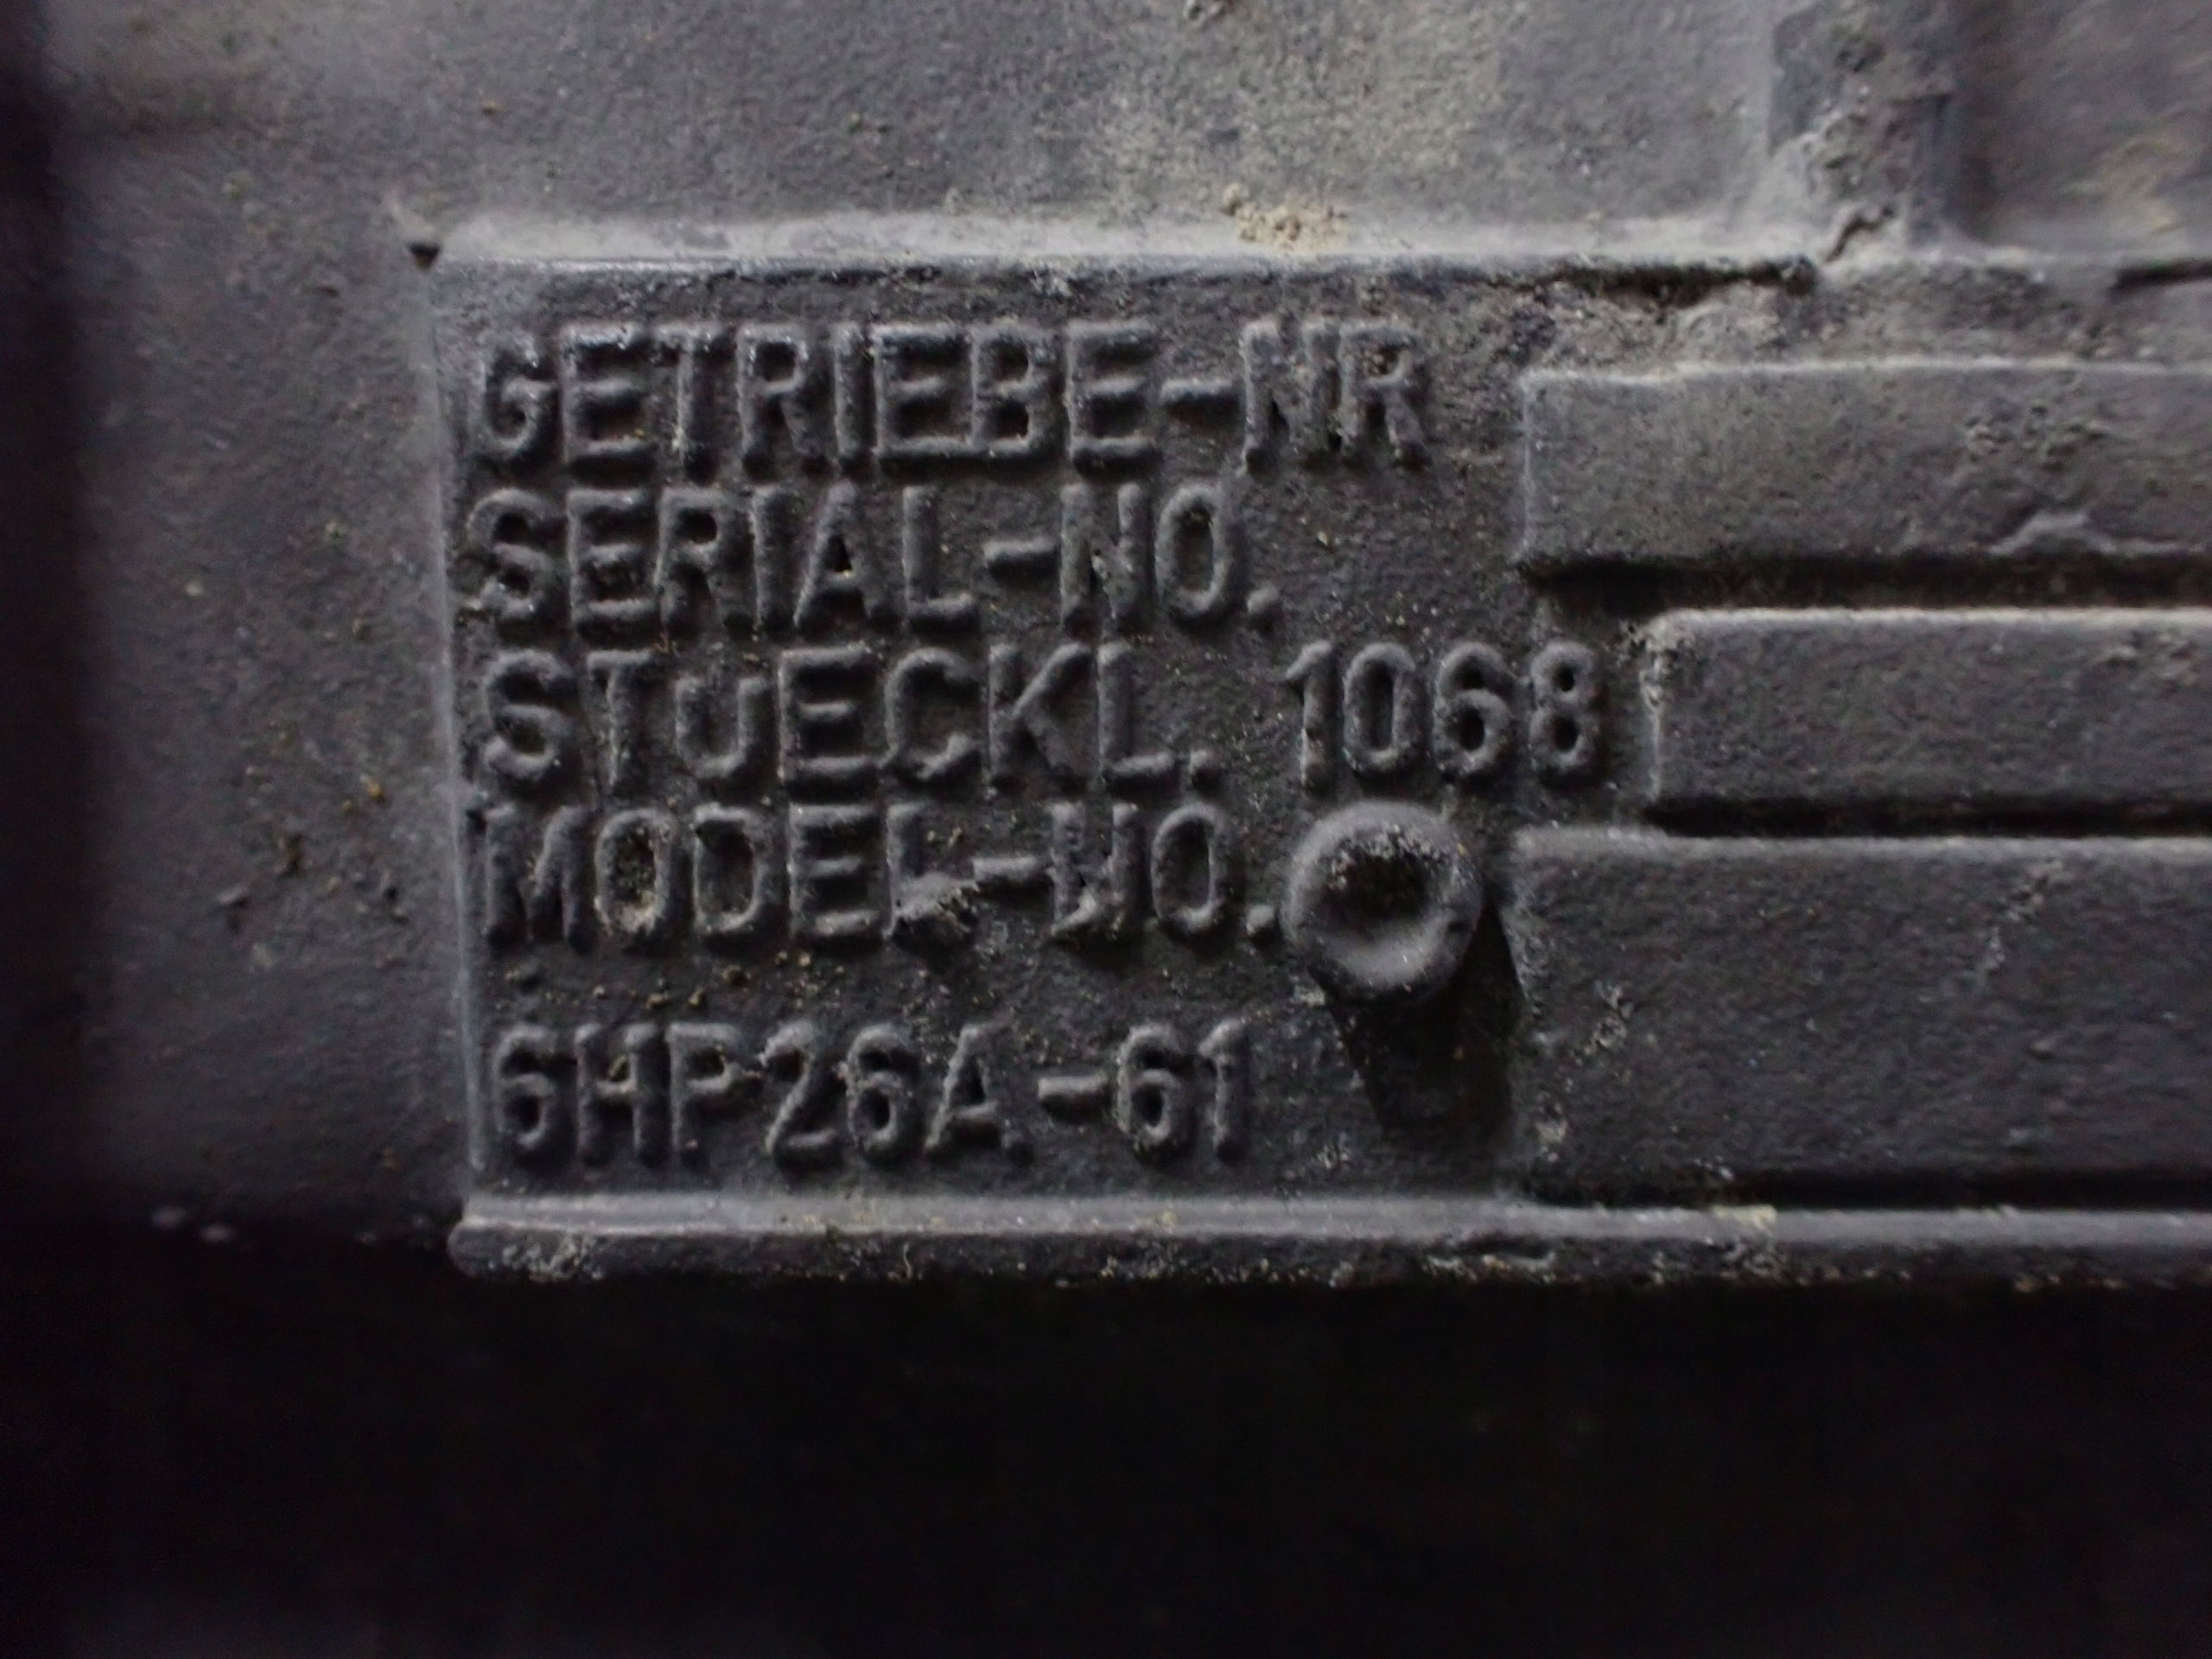 GETRIEBE-NR
SERIAL-NO.
STUECKL. 1068
MODEL-NO.
6HP26A-61